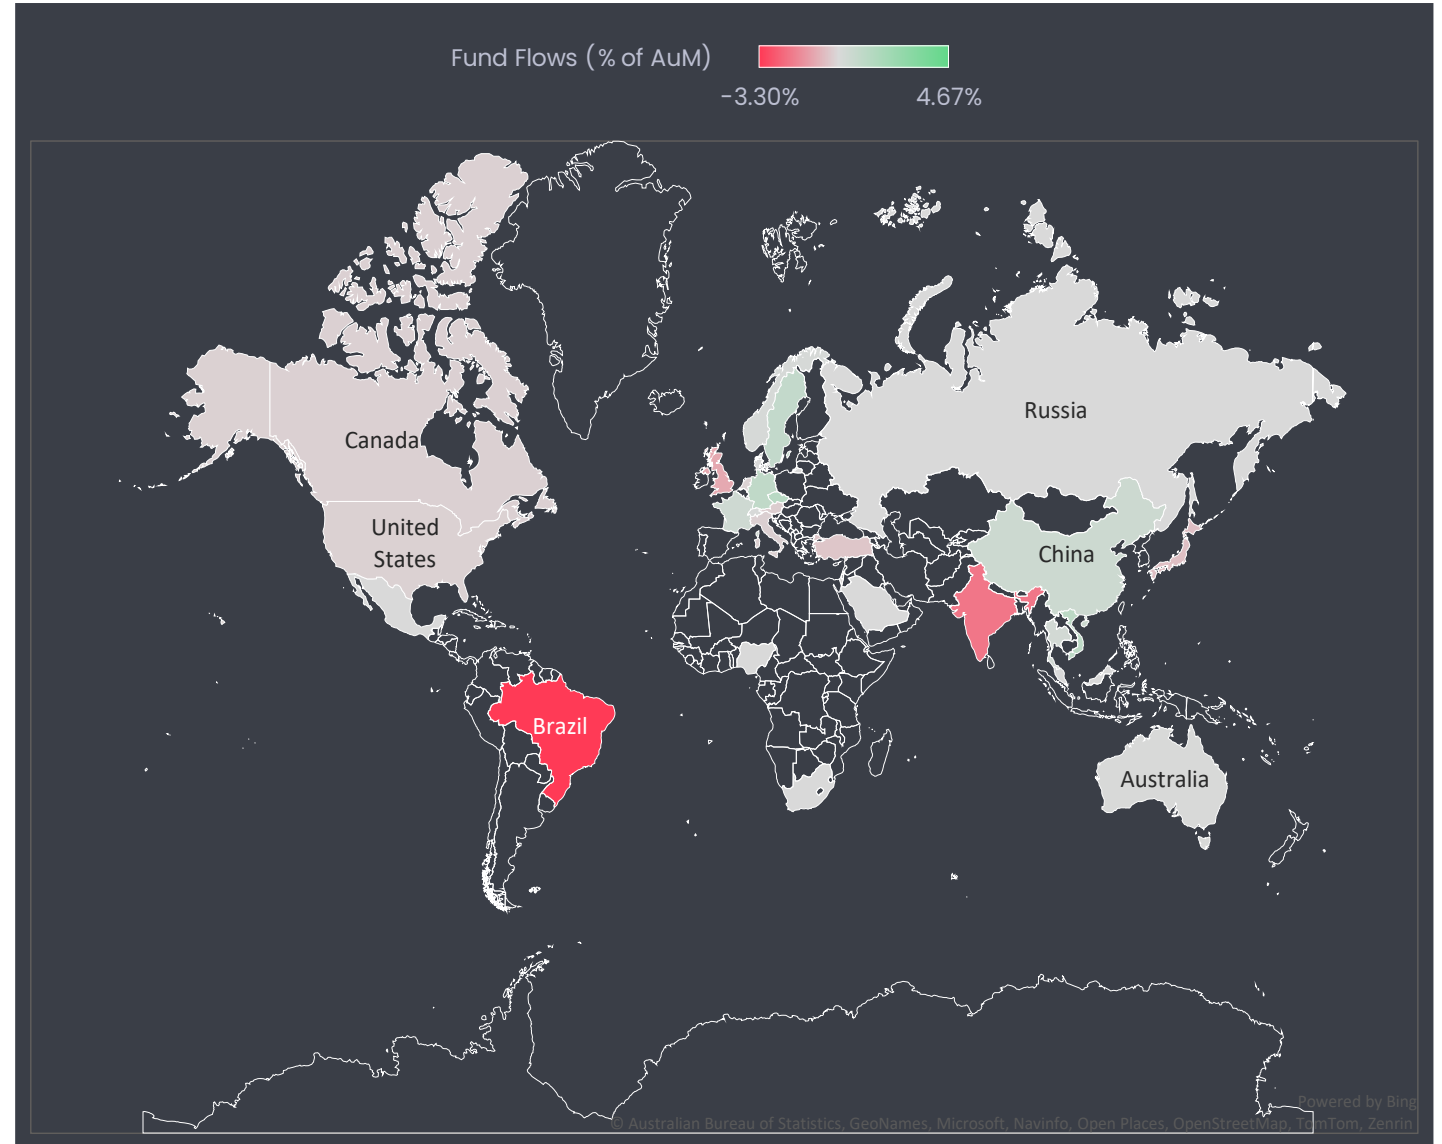 Fund Flows (% of AuM)
-3.30% 4.67%
Canada
Russia
United
States
China
Brazil
Australia
Powered by Bing
© Australian Bureau of Statistics, GeoNames, Microsoft, Navinfo, Open Places, OpenStreetMap, TomTom, Zenrin